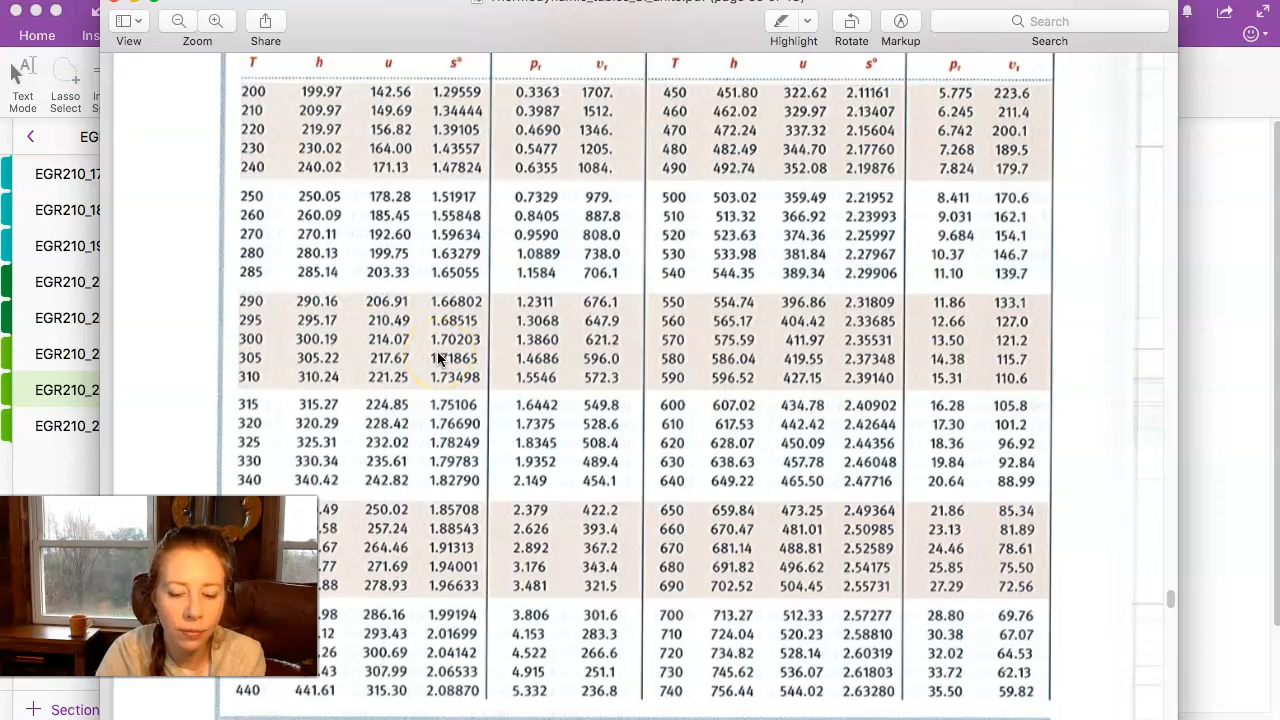 Home
Ins
View
Zoom
Share
Highlight
Rotate
Markup
Search
Search
Text Mode
Lasso Select
EG
EGR210_17
EGR210_18
EGR210_19
EGR210_2
EGR210_2
EGR210_2
EGR210_2
EGR210_2
Section
T h u s° pr vr T h u s° pr vr
200 199.97 142.56 1.29559 0.3363 1707. 450 451.80 322.62 2.11161 5.775 223.6
210 209.97 149.69 1.34444 0.3987 1512. 460 462.02 329.97 2.13407 6.245 211.4
220 219.97 156.82 1.39105 0.4690 1346. 470 472.24 337.32 2.15604 6.742 200.1
230 230.02 164.00 1.43557 0.5477 1205. 480 482.49 344.70 2.17760 7.268 189.5
240 240.02 171.13 1.47824 0.6355 1084. 490 492.74 352.08 2.19876 7.824 179.7
250 250.05 178.28 1.51917 0.7329 979. 500 503.02 359.49 2.21952 8.411 170.6
260 260.09 185.45 1.55848 0.8405 887.8 510 513.32 366.92 2.23993 9.031 162.1
270 270.11 192.60 1.59634 0.9590 808.0 520 523.63 374.36 2.25997 9.684 154.1
280 280.13 199.75 1.63279 1.0889 738.0 530 533.98 381.84 2.27967 10.37 146.7
285 285.14 203.33 1.65055 1.1584 706.1 540 544.35 389.34 2.29906 11.10 139.7
290 290.16 206.91 1.66802 1.2311 676.1 550 554.74 396.86 2.31809 11.86 133.1
295 295.17 210.49 1.68515 1.3068 647.9 560 565.17 404.42 2.33685 12.66 127.0
300 300.19 214.07 1.70203 1.3860 621.2 570 575.59 411.97 2.35531 13.50 121.2
305 305.22 217.67 1865 1.4686 596.0 580 586.04 419.55 2.37348 14.38 115.7
310 310.24 221.25 1.73498 1.5546 572.3 590 596.52 427.15 2.39140 15.31 110.6
315 315.27 224.85 1.75106 1.6442 549.8 600 607.02 434.78 2.40902 16.28 105.8
320 320.29 228.42 1.76690 1.7375 528.6 610 617.53 442.42 2.42644 17.30 101.2
325 325.31 232.02 1.78249 1.8345 508.4 620 628.07 450.09 2.44356 18.36 96.92
330 330.34 235.61 1.79783 1.9352 489.4 630 638.63 457.78 2.46048 19.84 92.84
340 340.42 242.82 1.82790 2.149 454.1 640 649.22 465.50 2.47716 20.64 88.99
.49 250.02 1.85708 2.379 422.2 650 659.84 473.25 2.49364 21.86 85.34
.58 257.24 1.88543 2.626 393.4 660 670.47 481.01 2.50985 23.13 81.89
.67 264.46 1.91313 2.892 367.2 670 681.14 488.81 2.52589 24.46 78.61
.77 271.69 1.94001 3.176 343.4 680 691.82 496.62 2.54175 25.85 75.50
.88 278.93 1.96633 3.481 321.5 690 702.52 504.45 2.55731 27.29 72.56
.98 286.16 1.99194 3.806 301.6 700 713.27 512.33 2.57277 28.80 69.76
.12 293.43 2.01699 4.153 283.3 710 724.04 520.23 2.58810 30.38 67.07
.26 300.69 2.04142 4.522 266.6 720 734.82 528.14 2.60319 32.02 64.53
.43 307.99 2.06533 4.915 251.1 730 745.62 536.07 2.61803 33.72 62.13
440 441.61 315.30 2.08870 5.332 236.8 740 756.44 544.02 2.63280 35.50 59.82